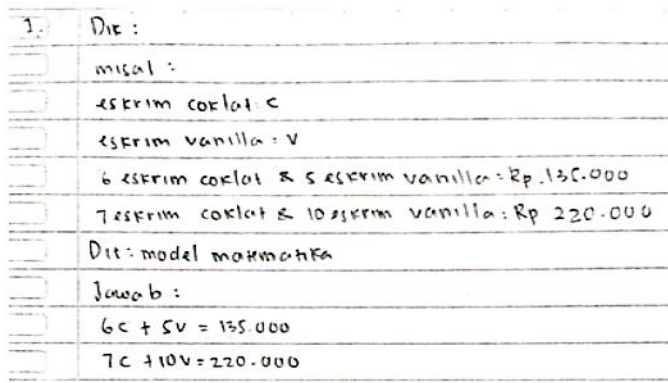 1. Dik :
misal :
eskrim coklat : c
eskrim vanilla : v
6 eskrim coklat & 5 eskrim vanilla : Rp. 135.000
7 eskrim coklat & 10 eskrim vanilla : Rp 220.000
Dit : model matematika
Jawab :
6c + 5v = 135.000
7c + 10v = 220.000